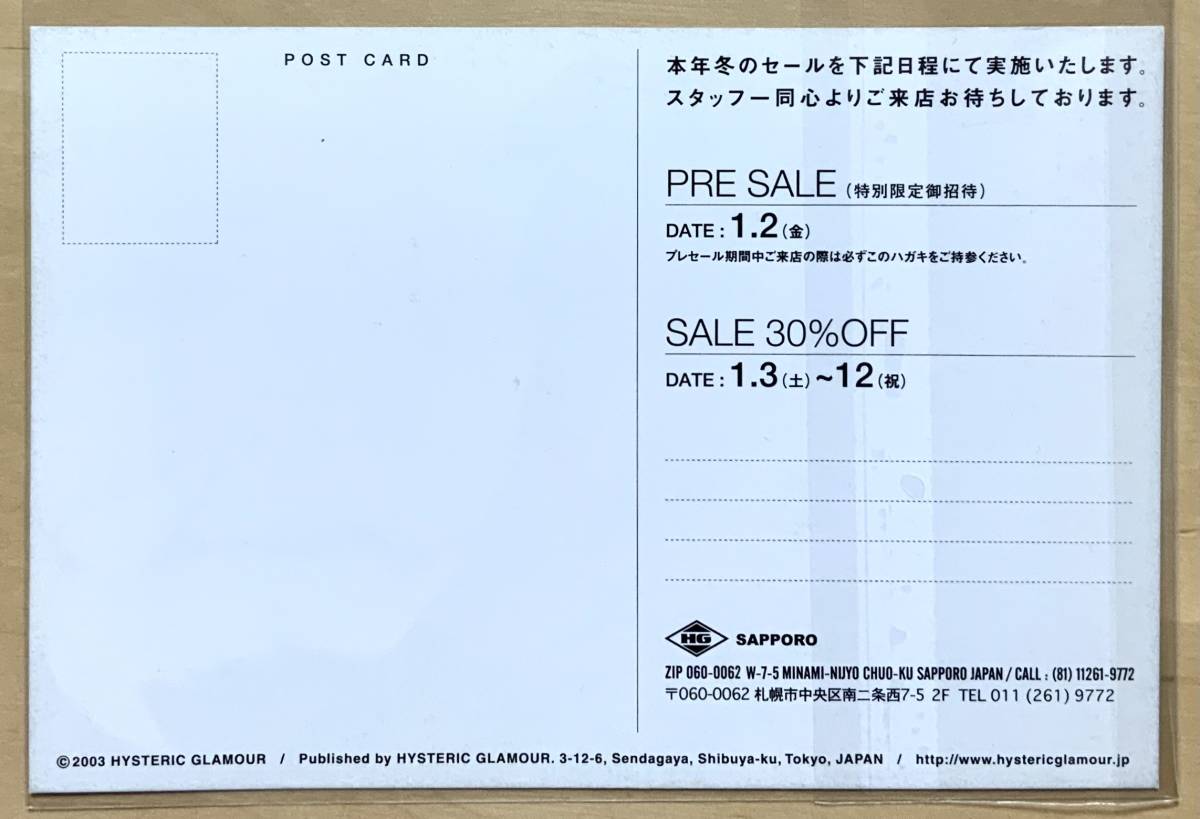 POST CARD
本年冬のセールを下記日程にて実施いたします。
スタッフ一同心よりご来店お待ちしております。
PRE SALE (特別限定御招待)
DATE : 1.2 (金)
プレセール期間中ご来店の際は必ずこのハガキをご持参ください。
SALE 30%OFF
DATE : 1.3 (土) ~12 (祝)
HG SAPPORO
ZIP 060-0062 W-7-5 MINAMI-NIJYO CHUO-KU SAPPORO JAPAN / CALL : (81) 11261-9772
〒060-0062 札幌市中央区南二条西7-5 2F TEL 011 (261) 9772
©2003 HYSTERIC GLAMOUR / Published by HYSTERIC GLAMOUR. 3-12-6, Sendagaya, Shibuya-ku, Tokyo, JAPAN / http://www.hystericglamour.jp